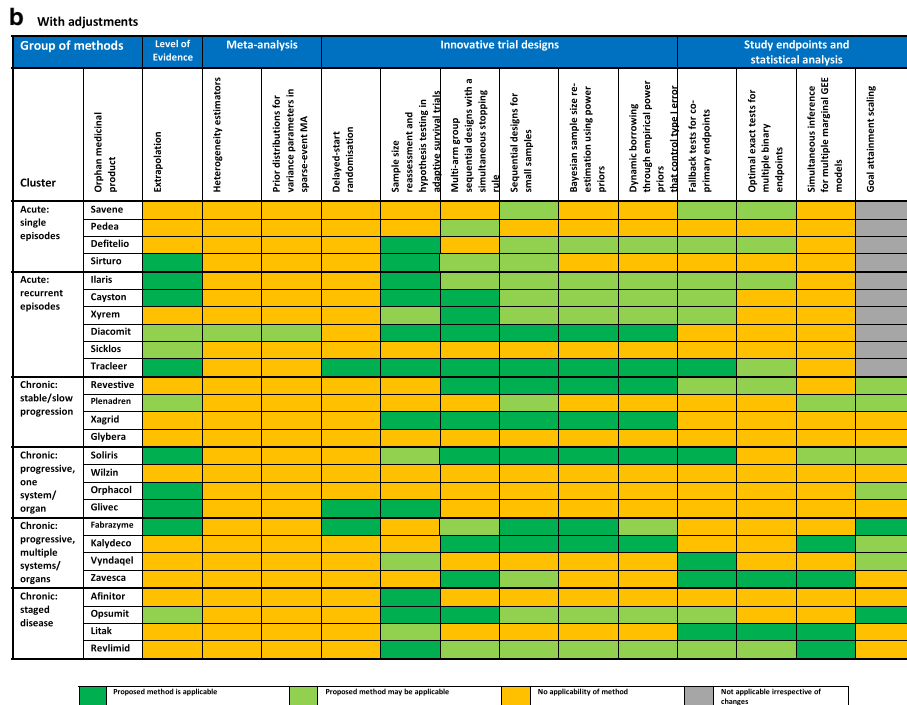 b With adjustments
Group of methods
Level of
Evidence
Meta-analysis
Innovative trial designs
Study endpoints and
statistical analysis
Cluster
Orphan medicinal
product
Extrapolation
Heterogeneity estimators
Prior distributions for
variance parameters in
sparse-event MA
Delayed-start
randomisation
Sample size
reassessment and
hypothesis testing in
adaptive survival trials
Multi-arm group
sequential designs with a
simultaneous stopping
rule
Sequential designs for
small samples
Bayesian sample size re-
estimation using power
priors
Dynamic borrowing
through empirical power
priors
that control type I error
Fallback tests for co-
primary endpoints
Optimal exact tests for
multiple binary
endpoints
Simultaneous inference
for multiple marginal GEE
models
Goal attainment scaling
Acute:
single
episodes
Savene
Pedea
Defitelio
Sirturo
Acute:
recurrent
episodes
Ilaris
Cayston
Xyrem
Diacomit
Sicklos
Tracleer
Chronic:
stable/slow
progression
Revestive
Plenadren
Xagrid
Glybera
Chronic:
progressive,
one
system/
organ
Soliris
Wilzin
Orphacol
Glivec
Chronic:
progressive,
multiple
systems/
organs
Fabrazyme
Kalydeco
Vyndaqel
Zavesca
Chronic:
staged
disease
Afinitor
Opsumit
Litak
Revlimid
Proposed method is applicable
Proposed method may be applicable
No applicability of method
Not applicable irrespective of
changes